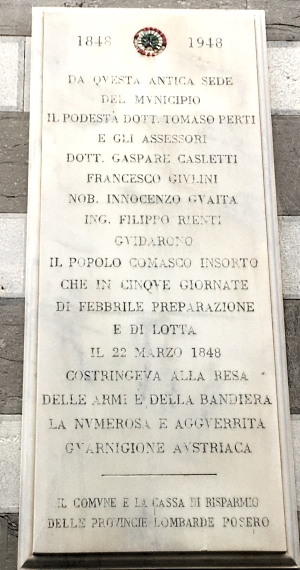 1848 1948
DA QVESTA ANTICA SEDE
DEL MVNICIPIO
IL PODESTÀ DOTT. TOMASO PERTI
E GLI ASSESSORI
DOTT. GASPARE CASLETTI
FRANCESCO GIVLINI
NOB. INNOCENZO GVAITA
ING. FILIPPO RIENTI
GVIDARONO
IL POPOLO COMASCO INSORTO
CHE IN CINQVE GIORNATE
DI FEBBRILE PREPARAZIONE
E DI LOTTA
IL 22 MARZO 1848
COSTRINGEVA ALLA RESA
DELLE ARMI E DELLA BANDIERA
LA NVMEROSA E AGGVERRITA
GVARNIGIONE AVSTRIACA
IL COMVNE E LA CASSA DI RISPARMIO
DELLE PROVINCIE LOMBARDE POSERO